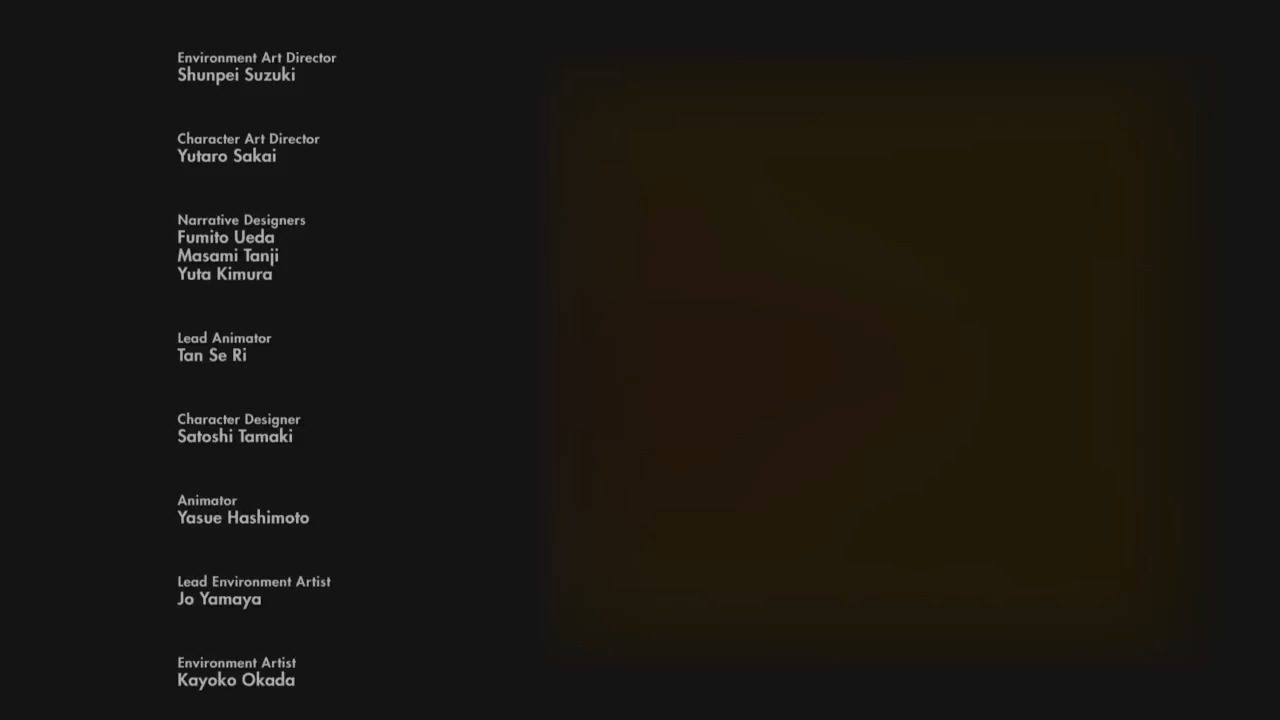 Environment Art Director
Shunpei Suzuki
Character Art Director
Yutaro Sakai
Narrative Designers
Fumito Ueda
Masami Tanji
Yuta Kimura
Lead Animator
Tan Se Ri
Character Designer
Satoshi Tamaki
Animator
Yasue Hashimoto
Lead Environment Artist
Jo Yamaya
Environment Artist
Kayoko Okada